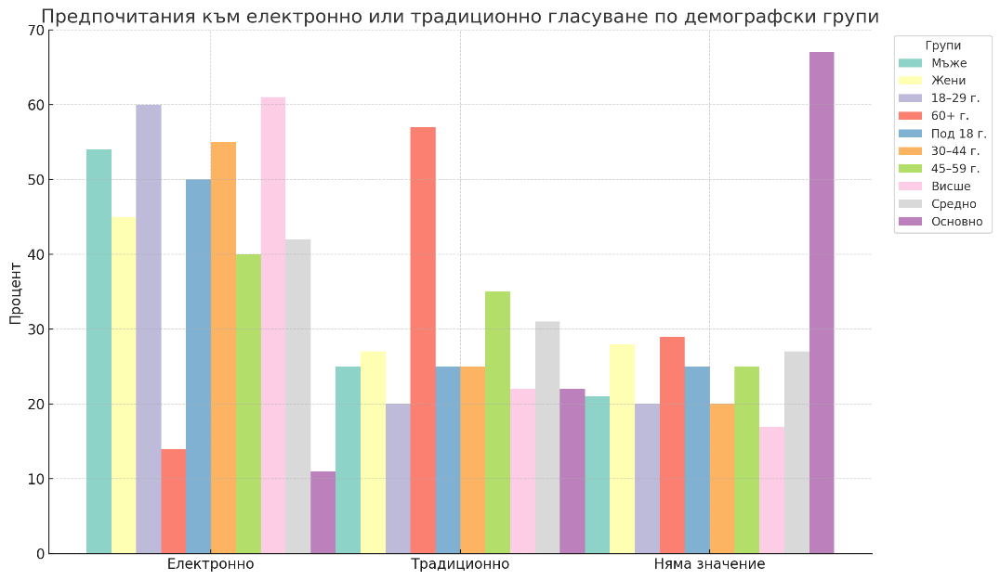 Предпочитания към електронно или традиционно гласуване по демографски групи
Процент
70
60
50
40
30
20
10
0
Електронно
Традиционно
Няма значение
Групи
Мъже
Жени
18–29 г.
60+ г.
Под 18 г.
30–44 г.
45–59 г.
Висше
Средно
Основно